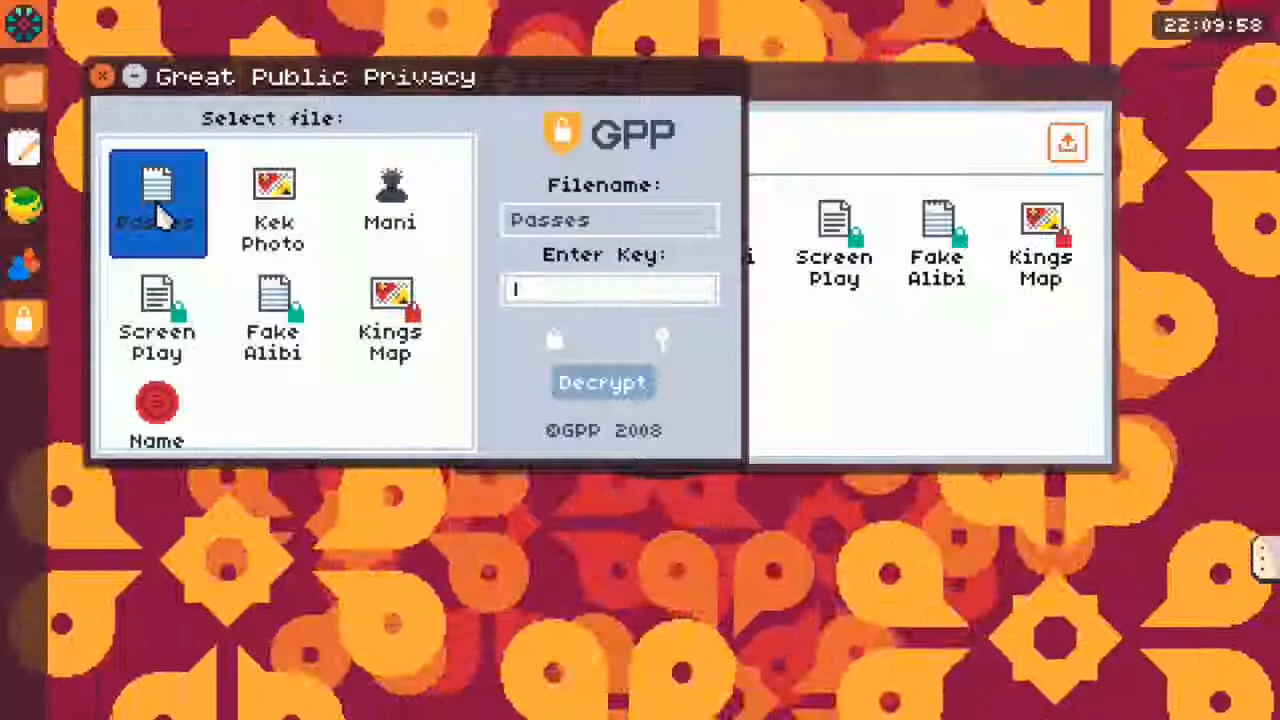 22:09:58
Great Public Privacy
Select file:
GPP
Passes
Kek
Photo
Mani
Screen
Play
Fake
Alibi
Kings
Map
Name
Filename:
Passes
Enter Key:
Decrypt
©GPP 2008
i
Screen
Play
Fake
Alibi
Kings
Map